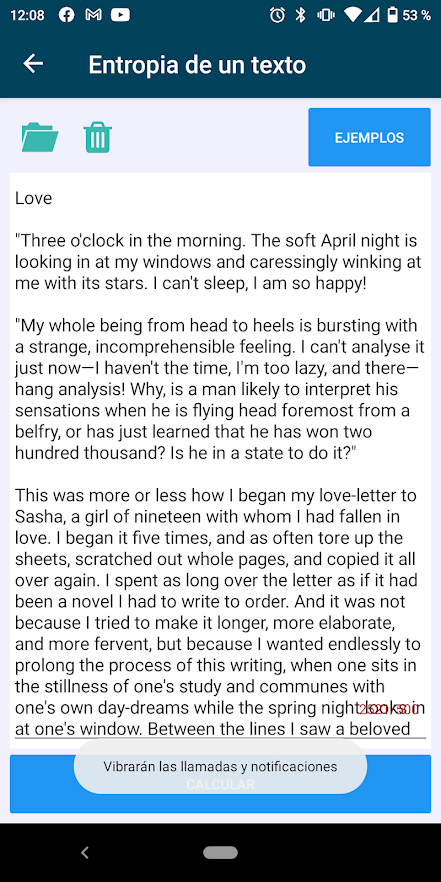 12:08
53 %
Entropia de un texto
EJEMPLOS
Love
"Three o'clock in the morning. The soft April night is
looking in at my windows and caressingly winking at
me with its stars. I can't sleep, I am so happy!
"My whole being from head to heels is bursting with
a strange, incomprehensible feeling. I can't analyse it
just now—I haven't the time, I'm too lazy, and there—
hang analysis! Why, is a man likely to interpret his
sensations when he is flying head foremost from a
belfry, or has just learned that he has won two
hundred thousand? Is he in a state to do it?"
This was more or less how I began my love-letter to
Sasha, a girl of nineteen with whom I had fallen in
love. I began it five times, and as often tore up the
sheets, scratched out whole pages, and copied it all
over again. I spent as long over the letter as if it had
been a novel I had to write to order. And it was not
because I tried to make it longer, more elaborate,
and more fervent, but because I wanted endlessly to
prolong the process of this writing, when one sits in
the stillness of one's study and communes with
one's own day-dreams while the spring night looks in
at one's window. Between the lines I saw a beloved
Vibrarán las llamadas y notificaciones
CALCULAR